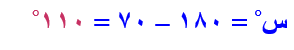 س° = ١٨٠ – ٧٠ = ١١٠°